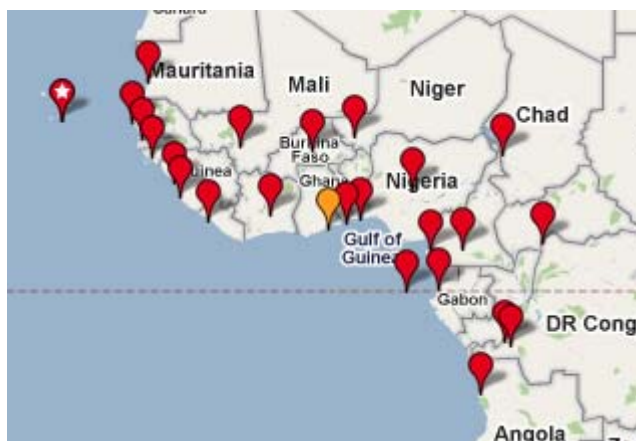 Mauritania
Mali
Niger
Chad
Burkina
Faso
Ghana
Nigeria
Gulf of
Guinea
Gabon
DR Cong
Angola